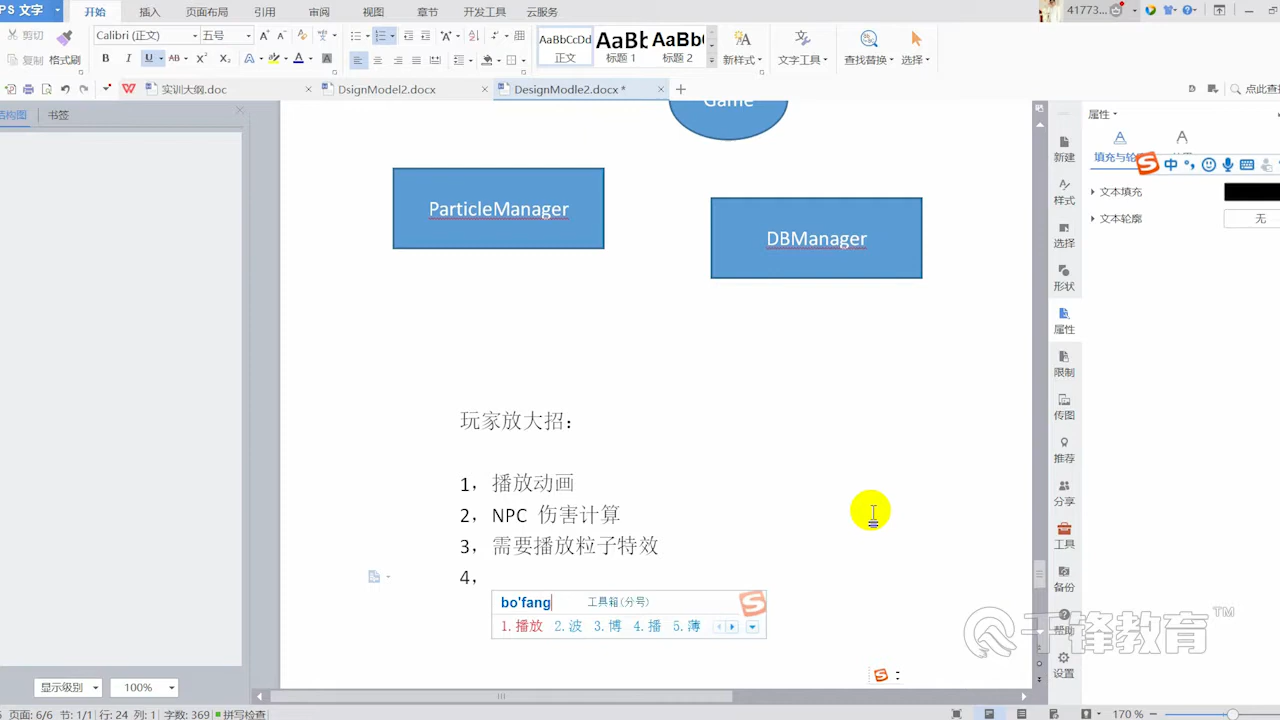 PS 文字
开始
插入
页面布局
引用
审阅
视图
章节
开发工具
云服务
41773...
剪切
复制
格式刷
Calibri (正文)
五号
AaBbCcDd
正文
AaBb
标题 1
AaBb
标题 2
新样式
文字工具
查找替换
选择
实训大纲.doc
DsignModel2.docx
DesignModle2.docx *
点此查
书签
Game
ParticleManager
DBManager
玩家放大招：
1，播放动画
2，NPC 伤害计算
3，需要播放粒子特效
4，
bo'fang
工具箱(分号)
1.播放 2.波 3.博 4.播 5.薄
属性
填充与轮
中
文本填充
文本轮廓
无
新建
样式
选择
形状
属性
限制
传图
推荐
分享
工具
备份
帮助
设置
千锋教育™
显示级别
100%
页面: 6/6 节: 1/1 行: 24 列: 1 字数: 369 拼写检查
170 %